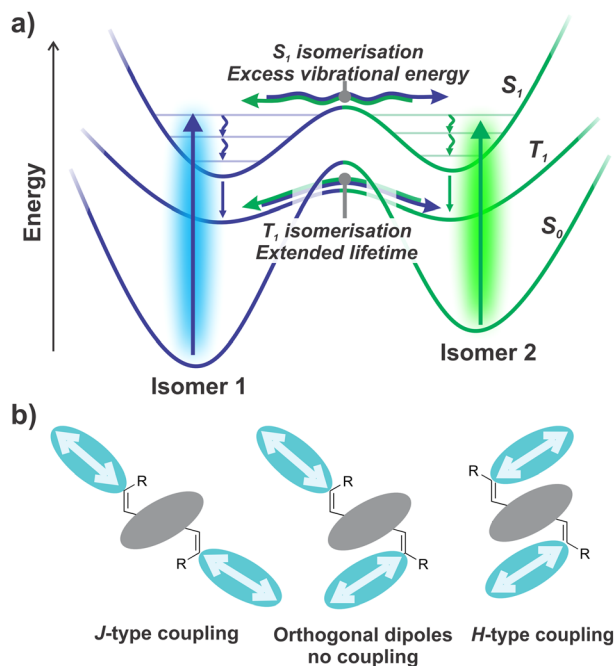 a)
S₁ isomerisation
Excess vibrational energy
S₁
T₁
Energy
S₀
T₁ isomerisation
Extended lifetime
Isomer 1
Isomer 2
b)
R
R
R
R
R
R
J-type coupling
Orthogonal dipoles
no coupling
H-type coupling